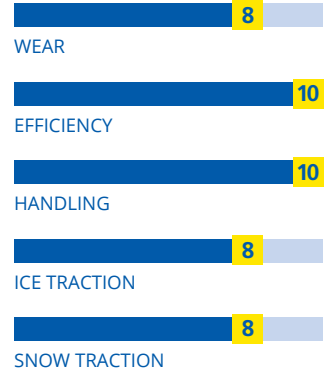 8
WEAR
10
EFFICIENCY
10
HANDLING
8
ICE TRACTION
8
SNOW TRACTION